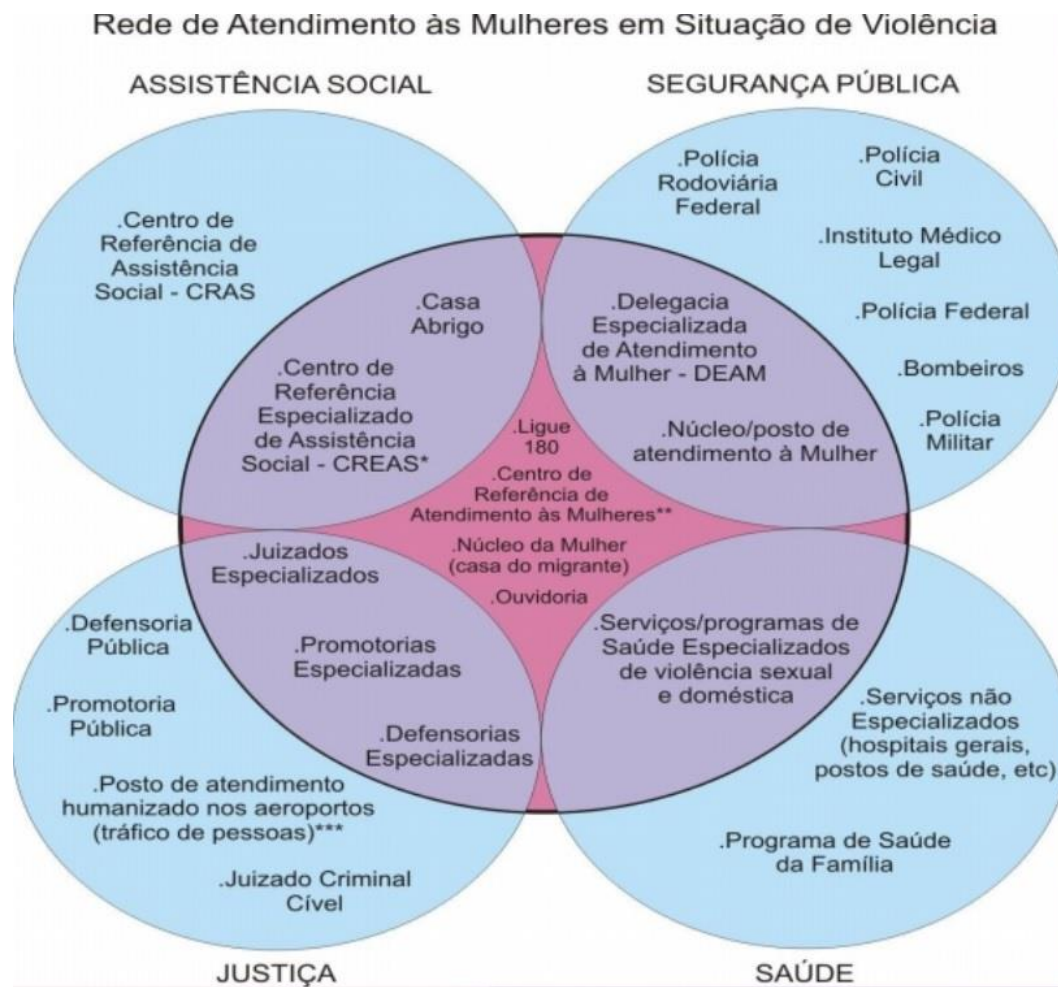 Rede de Atendimento às Mulheres em Situação de Violência
ASSISTÊNCIA SOCIAL
.Centro de
Referência de
Assistência
Social - CRAS
.Casa
Abrigo
.Centro de
Referência
Especializado
de Assistência
Social - CREAS*
SEGURANÇA PÚBLICA
.Polícia
Rodoviária
Federal
.Polícia
Civil
.Instituto Médico
Legal
.Polícia Federal
.Bombeiros
.Polícia
Militar
.Delegacia
Especializada
de Atendimento
à Mulher - DEAM
.Núcleo/posto de
atendimento à Mulher
.Ligue
180
.Centro de
Referência de
Atendimento às Mulheres**
.Núcleo da Mulher
(casa do migrante)
.Ouvidoria
.Juizados
Especializados
.Promotorias
Especializadas
.Defensorias
Especializadas
.Defensoria
Pública
.Promotoria
Pública
.Posto de atendimento
humanizado nos aeroportos
(tráfico de pessoas)***
.Juizado Criminal
Cível
JUSTIÇA
.Serviços/programas de
Saúde Especializados
de violência sexual
e doméstica
.Serviços não
Especializados
(hospitais gerais,
postos de saúde, etc)
.Programa de Saúde
da Família
SAÚDE